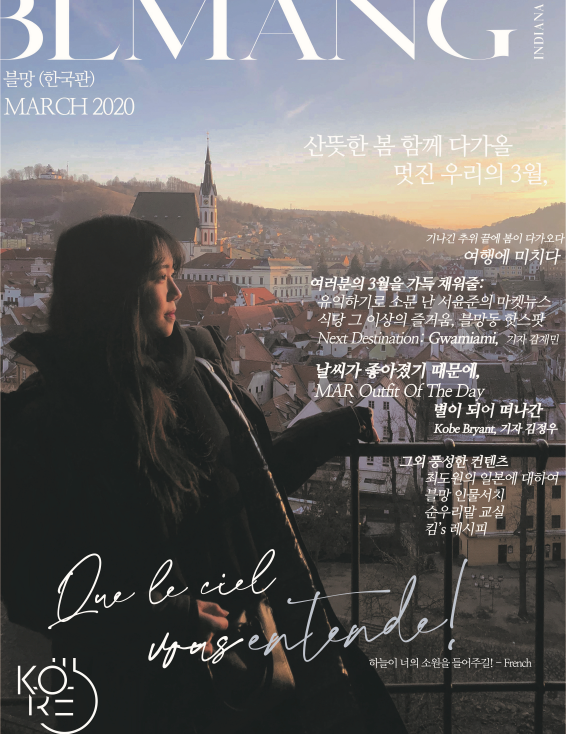 BLMANG
INDIANA
블망 (한국판)
MARCH 2020
산뜻한 봄 함께 다가올
멋진 우리의 3월,
기나긴 추위 끝에 봄이 다가오다
여행에 미치다
여러분의 3월을 가득 채워줄:
유익하기로 소문 난 서윤준의 마켓뉴스
식당 그 이상의 즐거움, 블망동 핫스팟
Next Destination: Gwamiami, 기자 감재민
날씨가 좋아졌기 때문에,
MAR Outfit Of The Day
별이 되어 떠나간
Kobe Bryant, 기자 김정우
그외 풍성한 컨텐츠
최도원의 일본에 대하여
블망 인물서치
순우리말 교실
킴's 레시피
Que le ciel
vous entende!
하늘이 너의 소원을 들어주길! - French
KÖ
RE